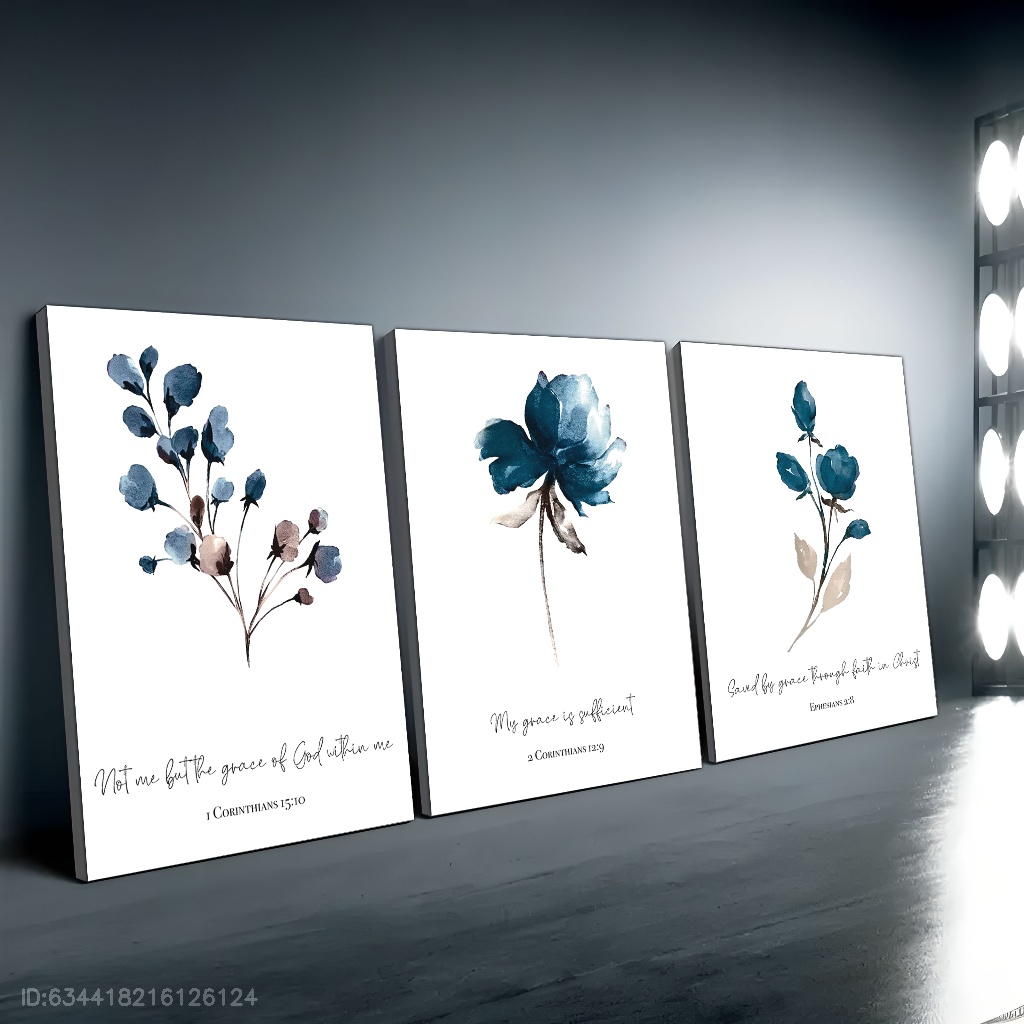 Not me but the grace of God within me
1 Corinthians 15:10
My grace is sufficient
2 Corinthians 12:9
Saved by grace through faith in Christ
Ephesians 2:8
ID:634418216126124